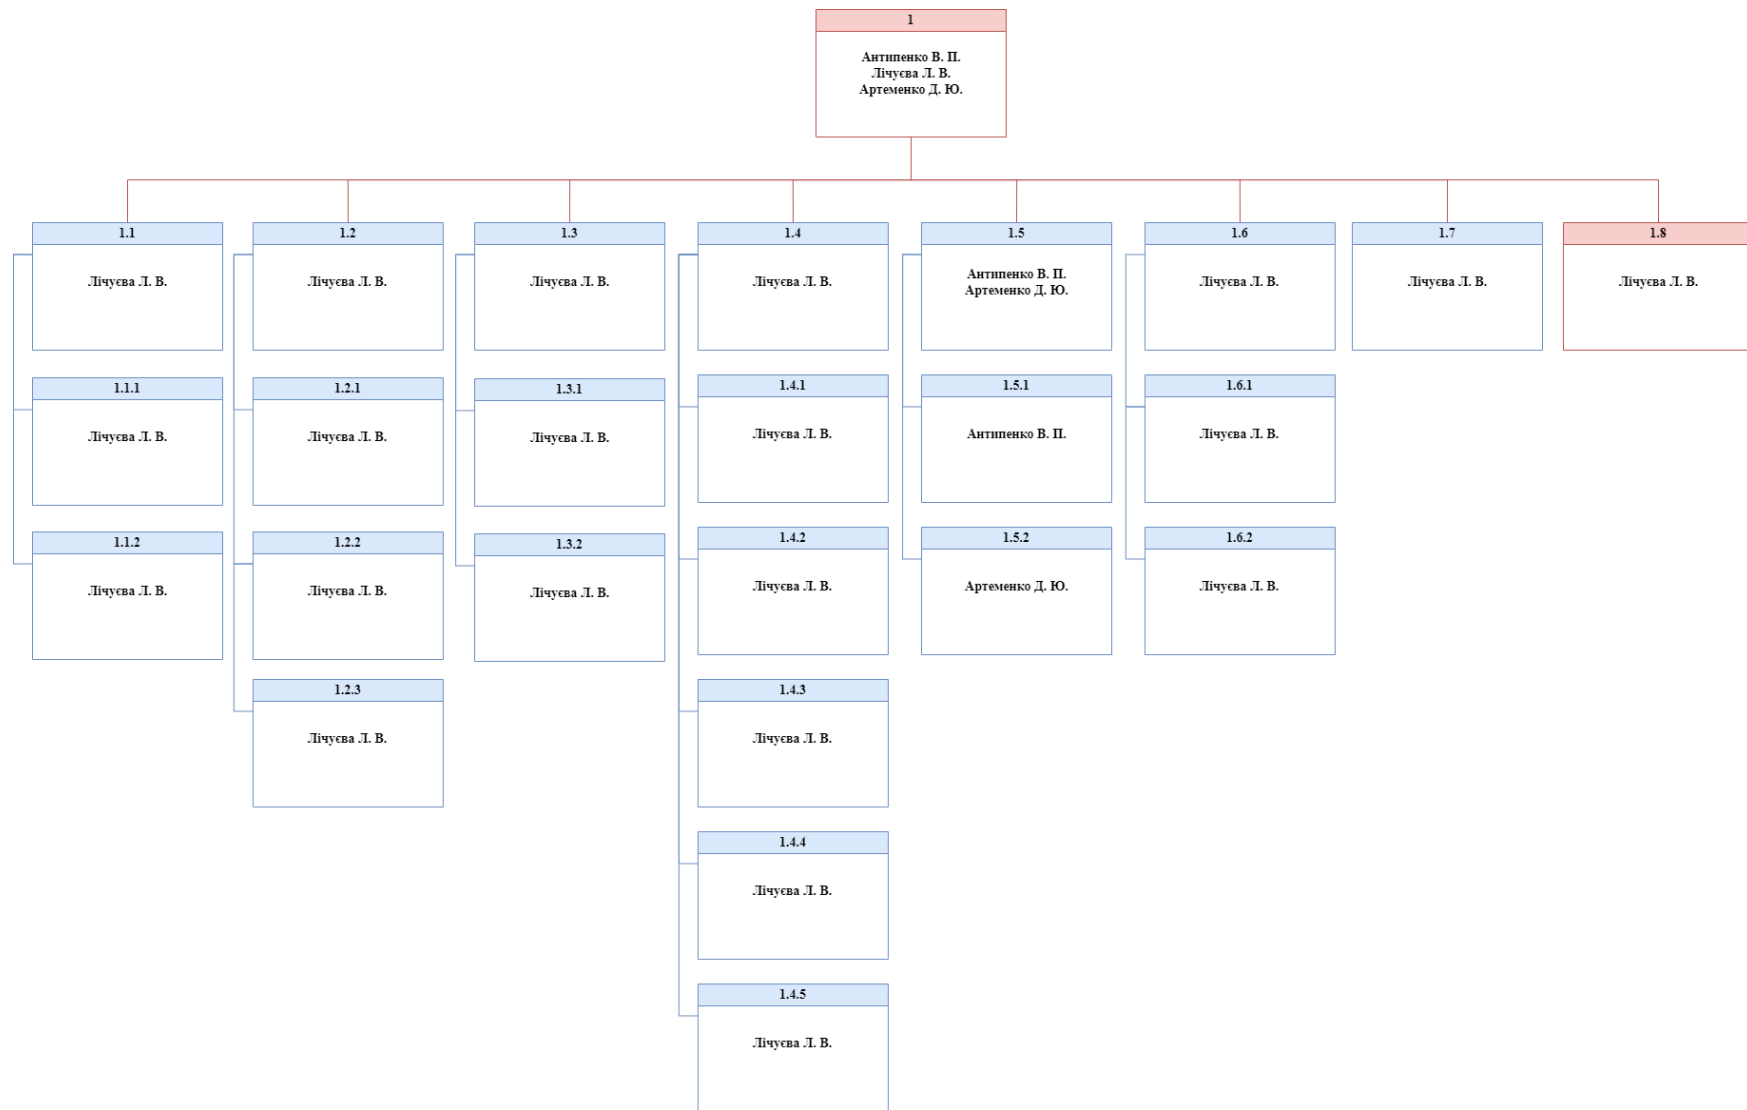 1
Антипенко В. П.
Лічуєва Л. В.
Артеменко Д. Ю.
1.1
Лічуєва Л. В.
1.2
Лічуєва Л. В.
1.3
Лічуєва Л. В.
1.4
Лічуєва Л. В.
1.5
Антипенко В. П.
Артеменко Д. Ю.
1.6
Лічуєва Л. В.
1.7
Лічуєва Л. В.
1.8
Лічуєва Л. В.
1.1.1
Лічуєва Л. В.
1.2.1
Лічуєва Л. В.
1.3.1
Лічуєва Л. В.
1.4.1
Лічуєва Л. В.
1.5.1
Антипенко В. П.
1.6.1
Лічуєва Л. В.
1.1.2
Лічуєва Л. В.
1.2.2
Лічуєва Л. В.
1.3.2
Лічуєва Л. В.
1.4.2
Лічуєва Л. В.
1.5.2
Артеменко Д. Ю.
1.6.2
Лічуєва Л. В.
1.2.3
Лічуєва Л. В.
1.4.3
Лічуєва Л. В.
1.4.4
Лічуєва Л. В.
1.4.5
Лічуєва Л. В.